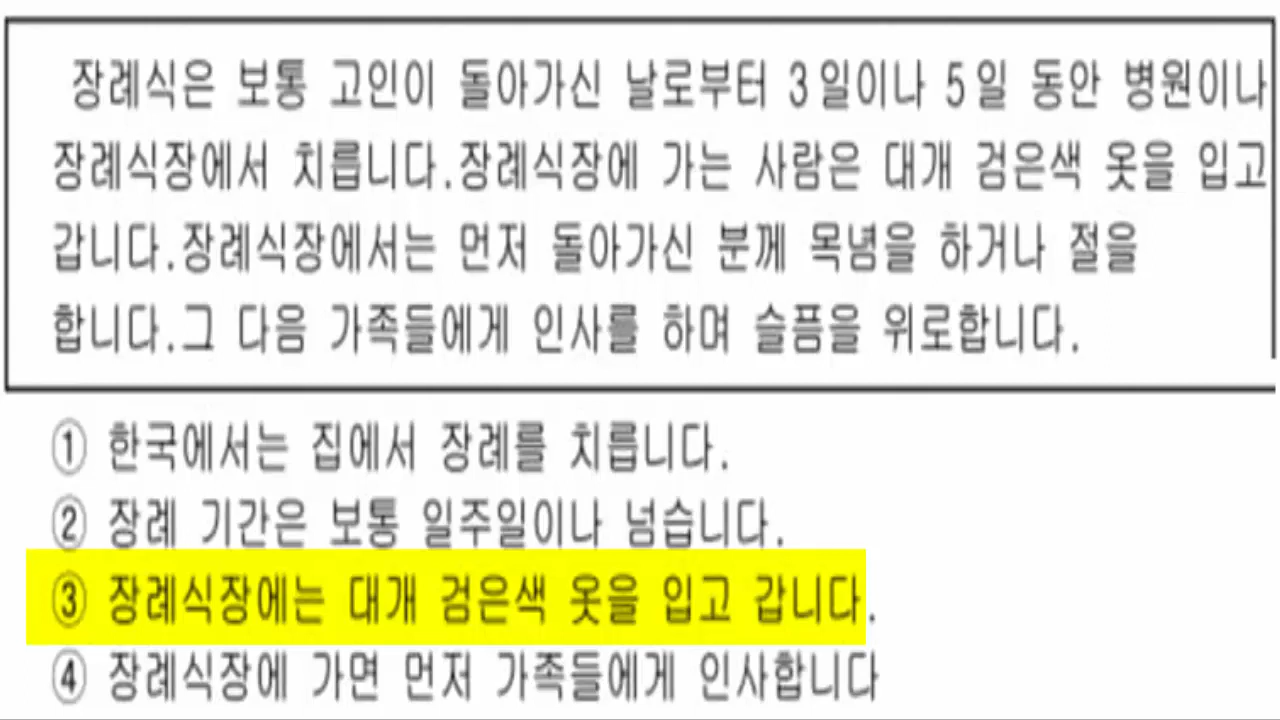 장례식은 보통 고인이 돌아가신 날로부터 3일이나 5일 동안 병원이나
장례식장에서 치릅니다.장례식장에 가는 사람은 대개 검은색 옷을 입고
갑니다.장례식장에서는 먼저 돌아가신 분께 목념을 하거나 절을
합니다.그 다음 가족들에게 인사를 하며 슬픔을 위로합니다.
① 한국에서는 집에서 장례를 치릅니다.
② 장례 기간은 보통 일주일이나 넘습니다.
③ 장례식장에는 대개 검은색 옷을 입고 갑니다.
④ 장례식장에 가면 먼저 가족들에게 인사합니다